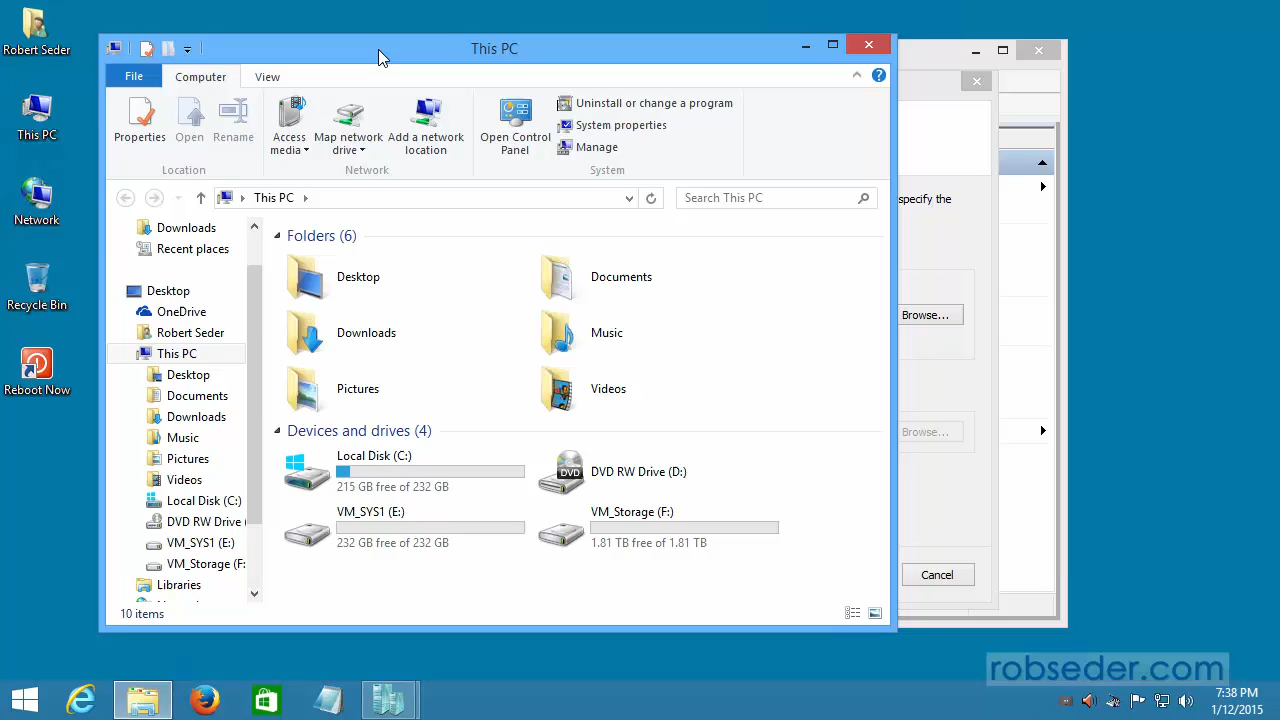 Robert Seder
This PC
Network
Recycle Bin
Reboot Now
This PC
File
Computer
View
Properties
Open
Rename
Location
Access media
Map network drive
Add a network location
Network
Open Control Panel
Uninstall or change a program
System properties
Manage
System
This PC
Search This PC
Downloads
Recent places
Desktop
OneDrive
Robert Seder
This PC
Desktop
Documents
Downloads
Music
Pictures
Videos
Local Disk (C:)
DVD RW Drive (
VM_SYS1 (E:)
VM_Storage (F:
Libraries
Folders (6)
Desktop
Documents
Downloads
Music
Pictures
Videos
Devices and drives (4)
Local Disk (C:)
215 GB free of 232 GB
DVD
DVD RW Drive (D:)
VM_SYS1 (E:)
232 GB free of 232 GB
VM_Storage (F:)
1.81 TB free of 1.81 TB
10 items
specify the
Browse...
Browse...
Cancel
robseder.com
7:38 PM
1/12/2015